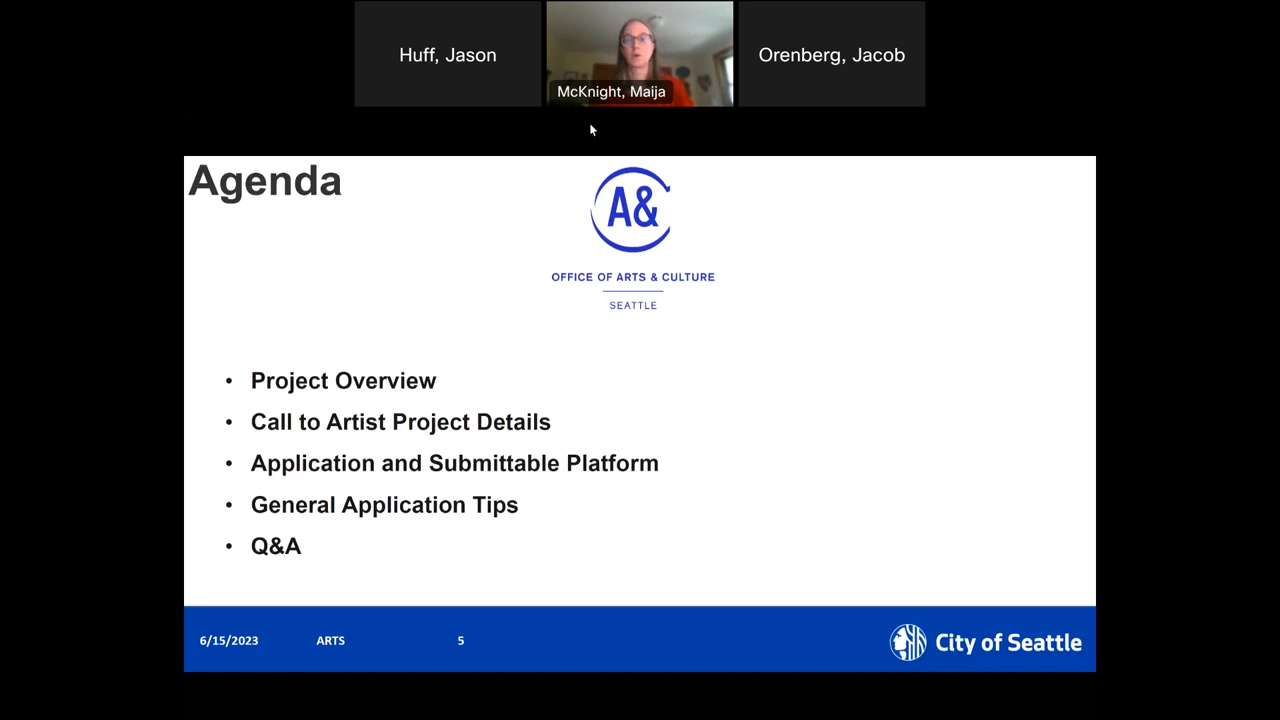 Huff, Jason
McKnight, Maija
Orenberg, Jacob
Agenda
A&
OFFICE OF ARTS & CULTURE
SEATTLE
• Project Overview
• Call to Artist Project Details
• Application and Submittable Platform
• General Application Tips
• Q&A
6/15/2023 ARTS 5
City of Seattle